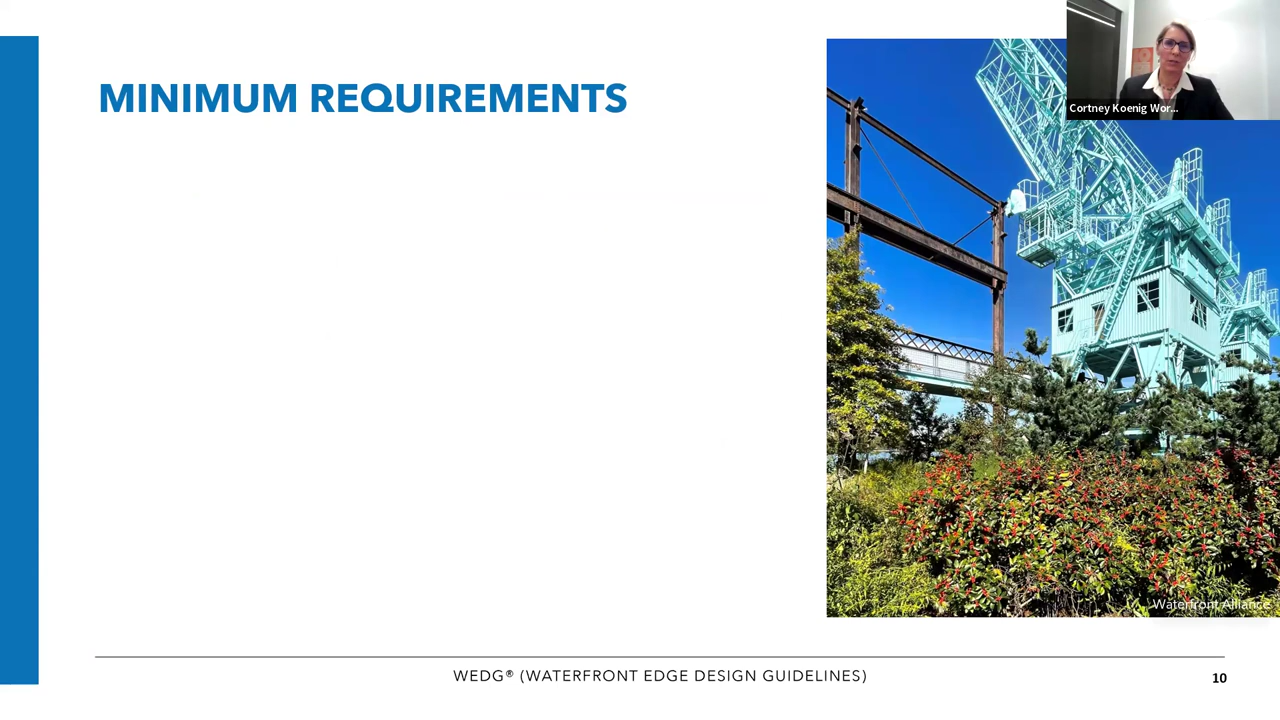 MINIMUM REQUIREMENTS
Cortney Koenig Wor...
Waterfront Alliance
WEDG® (WATERFRONT EDGE DESIGN GUIDELINES)
10